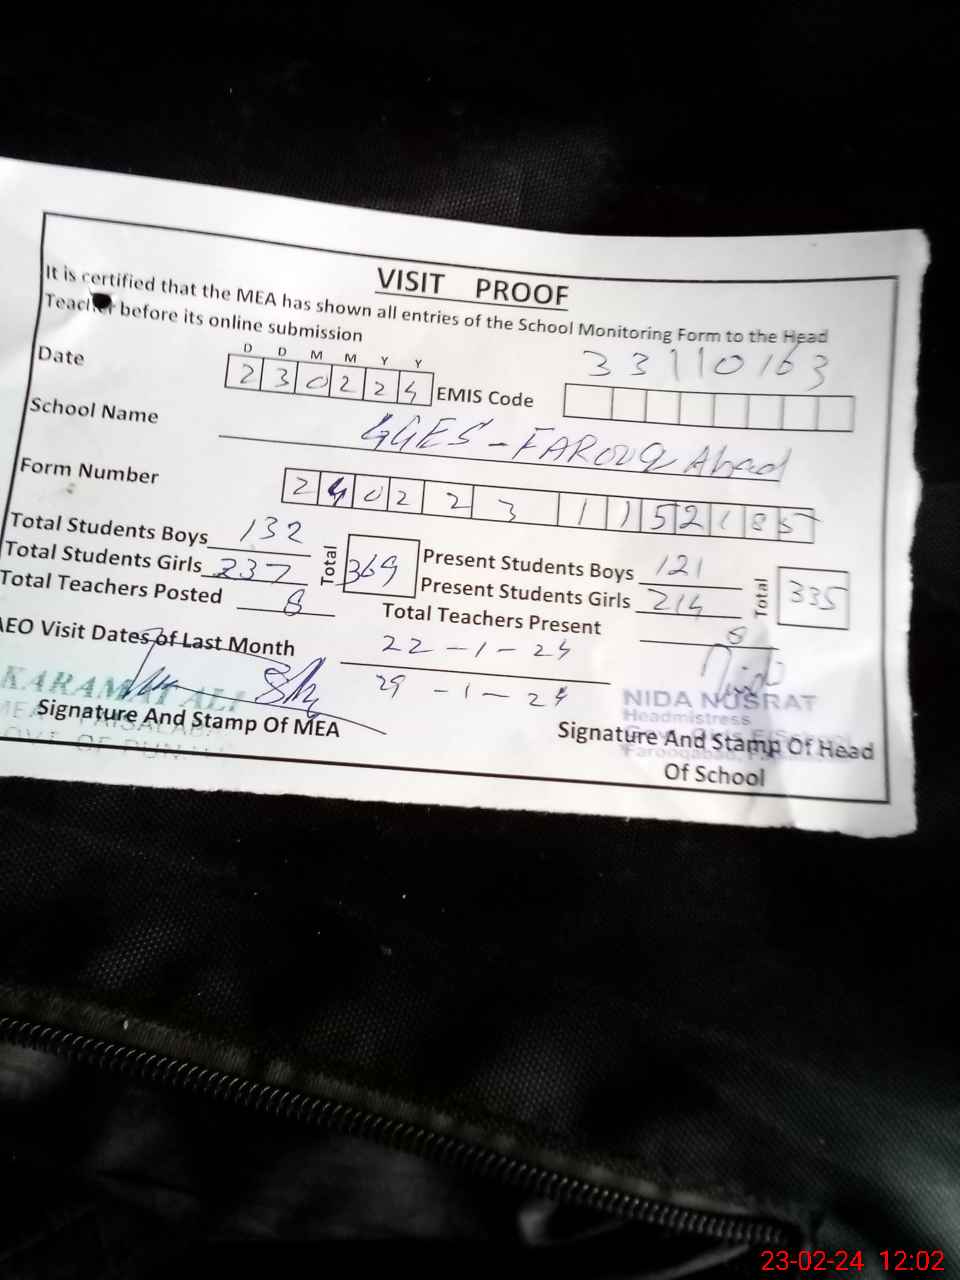 VISIT PROOF
It is certified that the MEA has shown all entries of the School Monitoring Form to the Head
Teacher before its online submission
D D M M Y Y
Date 2 3 0 2 2 4 EMIS Code 33110163
School Name GGES - FAROOQ Abad
Form Number 2 4 0 2 2 3 1 1 5 2 1 8 5
Total Students Boys 132
Total Students Girls 237
Total 369
Present Students Boys 121
Present Students Girls 214
Total 335
Total Teachers Posted 8
Total Teachers Present 8
AEO Visit Dates of Last Month 22-1-24
29-1-24
KARAMAT ALI
Signature And Stamp Of MEA
NIDA NUSRAT
Headmistress
Signature And Stamp Of Head
Of School
23-02-24 12:02